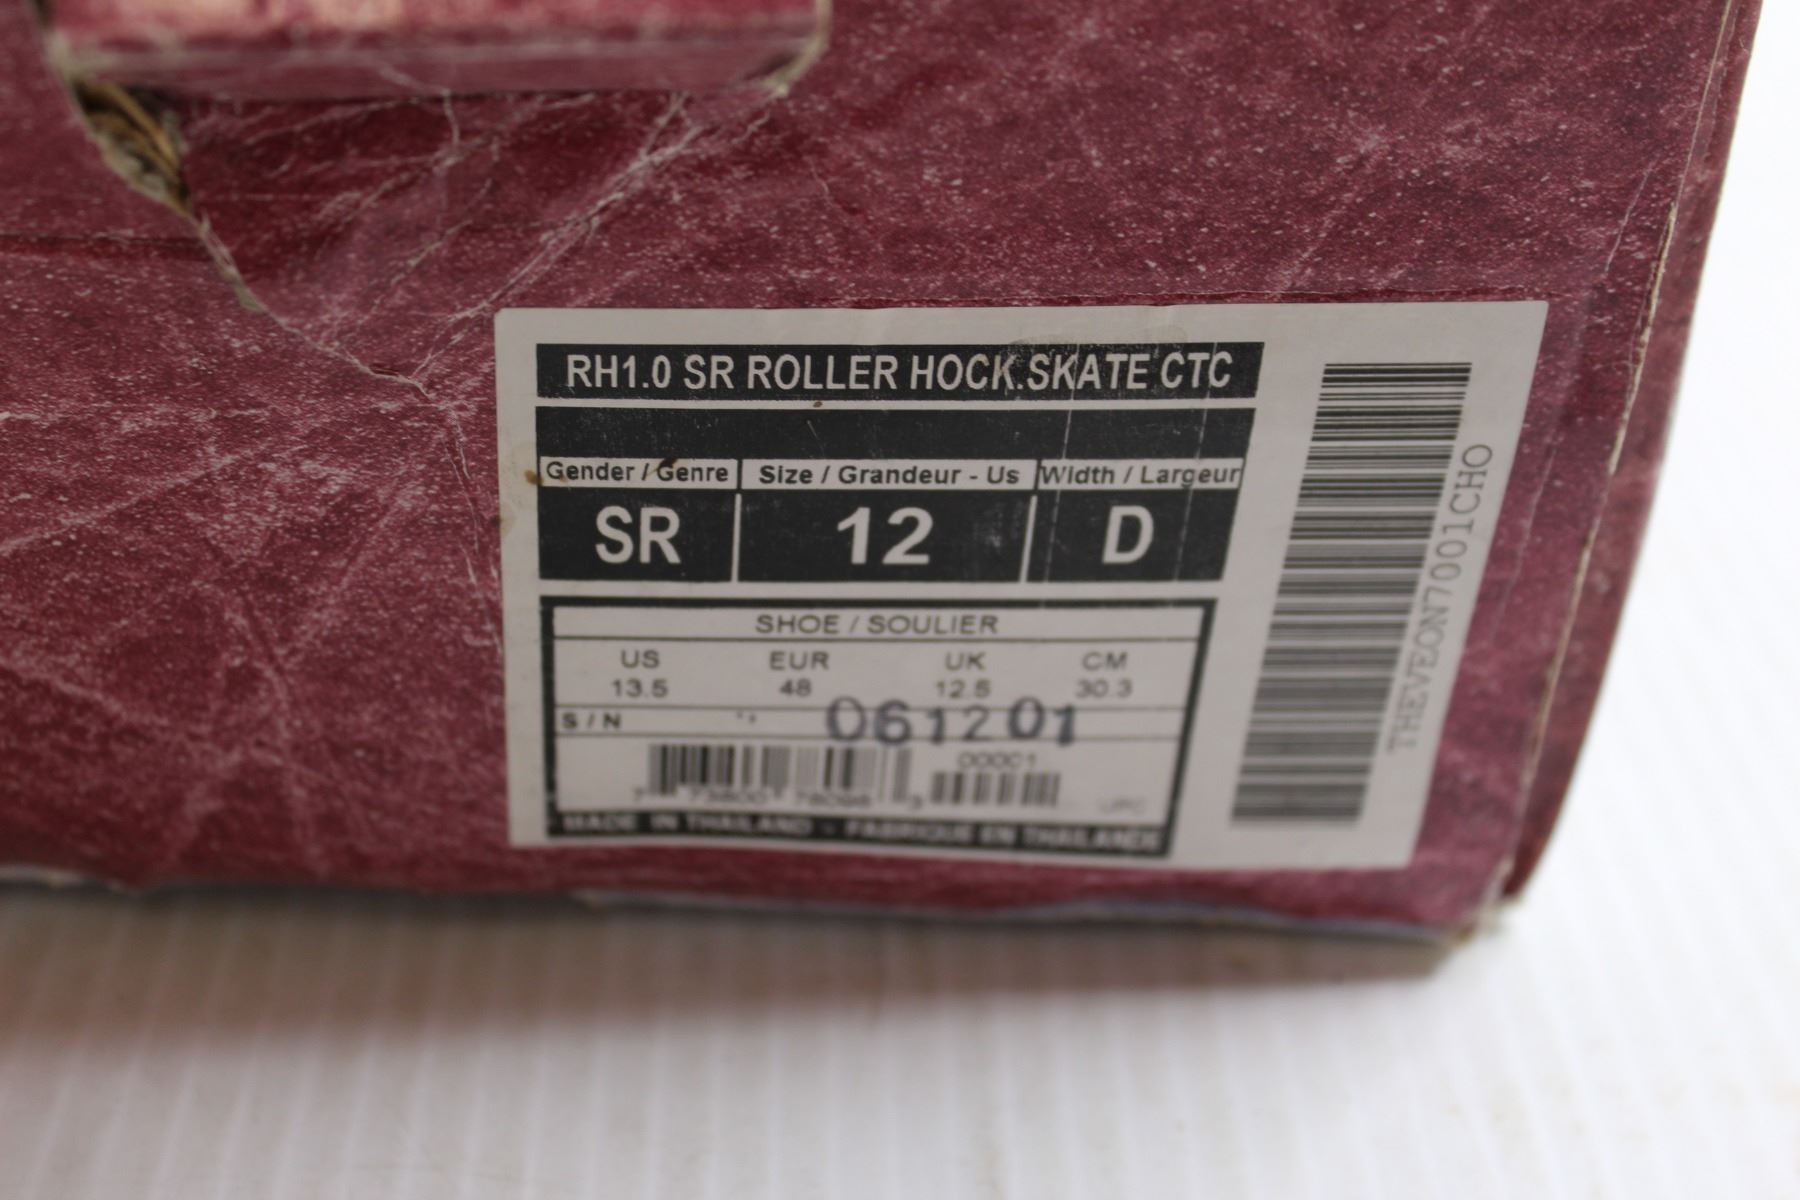 RH1.0 SR ROLLER HOCK.SKATE CTC
Gender / Genre Size / Grandeur - Us Width / Largeur
SR 12 D
SHOE / SOULIER
US EUR UK CM
13.5 48 12.5 30.3
S / N 061201
00001
UPC
MADE IN THAILAND - FABRIQUE EN THAILANDE
THEVEON7001CHO